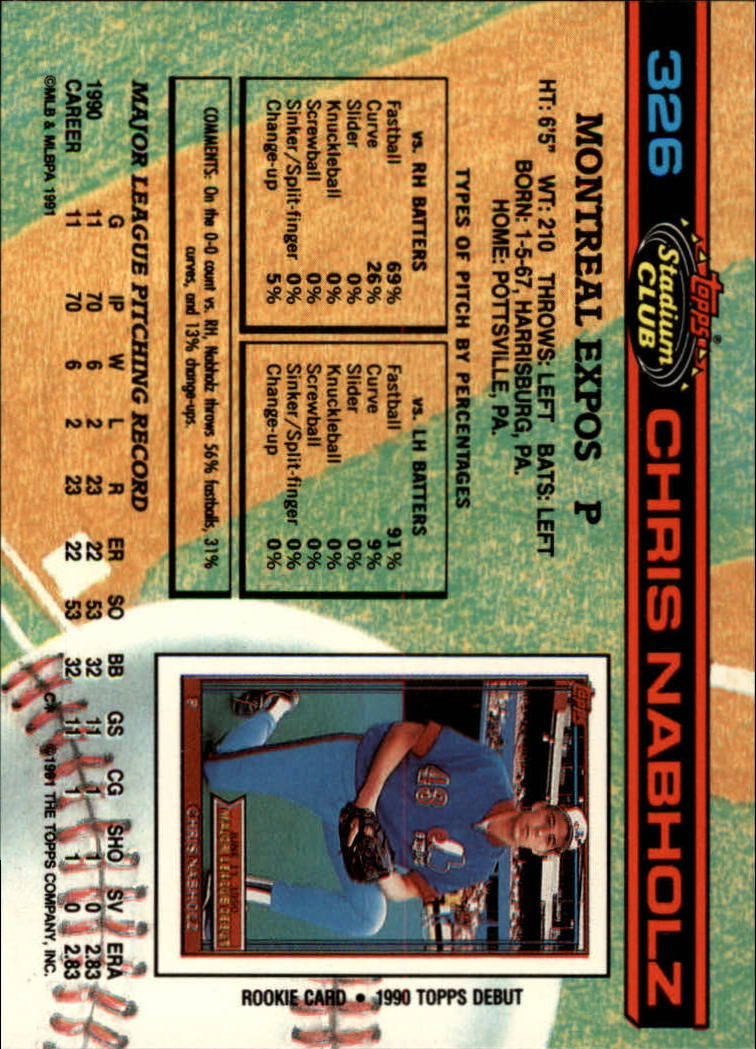 326
topps®
Stadium
CLUB
CHRIS NABHOLZ
MONTREAL EXPOS P
HT: 6'5" WT: 210 THROWS: LEFT BATS: LEFT
BORN: 1-5-67, HARRISBURG, PA.
HOME: POTTSVILLE, PA.
TYPES OF PITCH BY PERCENTAGES
vs. RH BATTERS
Fastball 69%
Curve 26%
Slider 0%
Knuckleball 0%
Screwball 0%
Sinker/Split-finger 0%
Change-up 5%
vs. LH BATTERS
Fastball 91%
Curve 9%
Slider 0%
Knuckleball 0%
Screwball 0%
Sinker/Split-finger 0%
Change-up 0%
COMMENTS: On the 0-0 count vs. RH, Nabholz throws 56% fastballs, 31%
curves, and 13% change-ups.
MAJOR LEAGUE PITCHING RECORD
G IP W L R ER SO BB GS CG SHO SV ERA
1990 11 70 6 2 23 22 53 32 11 1 1 0 2.83
CAREER 11 70 6 2 23 22 53 32 11 1 1 0 2.83
©MLB & MLBPA 1991
C* ©1991 THE TOPPS COMPANY, INC.
topps
48
MAJOR LEAGUE DEBUT
P
CHRIS NABHOLZ
ROOKIE CARD • 1990 TOPPS DEBUT